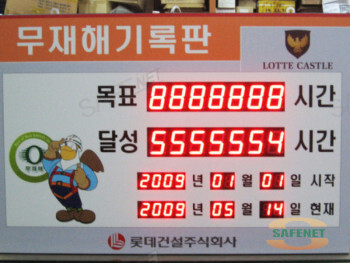 무재해기록판
LOTTE CASTLE
목표 8888888 시간
달성 5555554 시간
2009 년 01 월 01 일 시작
2009 년 05 월 14 일 현재
롯데건설주식회사
SAFENET